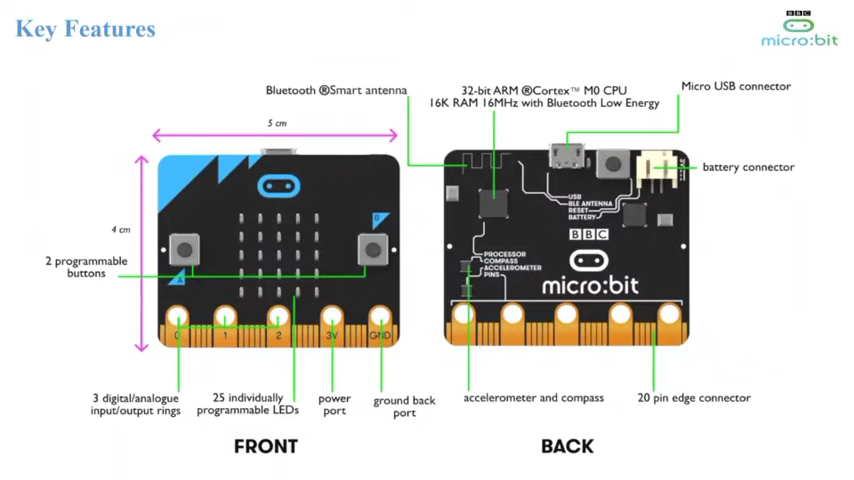 Key Features
BBC
micro:bit
Bluetooth ®Smart antenna
32-bit ARM ®Cortex™ M0 CPU
16K RAM 16MHz with Bluetooth Low Energy
Micro USB connector
5 cm
battery connector
3V
4 cm
B
A
2 programmable
buttons
USB
BLE ANTENNA
RESET
BATTERY
BBC
PROCESSOR
COMPASS
ACCELEROMETER
PINS
micro:bit
0 1 2 3V GND
3 digital/analogue
input/output rings
25 individually
programmable LEDs
power
port
ground back
port
accelerometer and compass
20 pin edge connector
FRONT
BACK